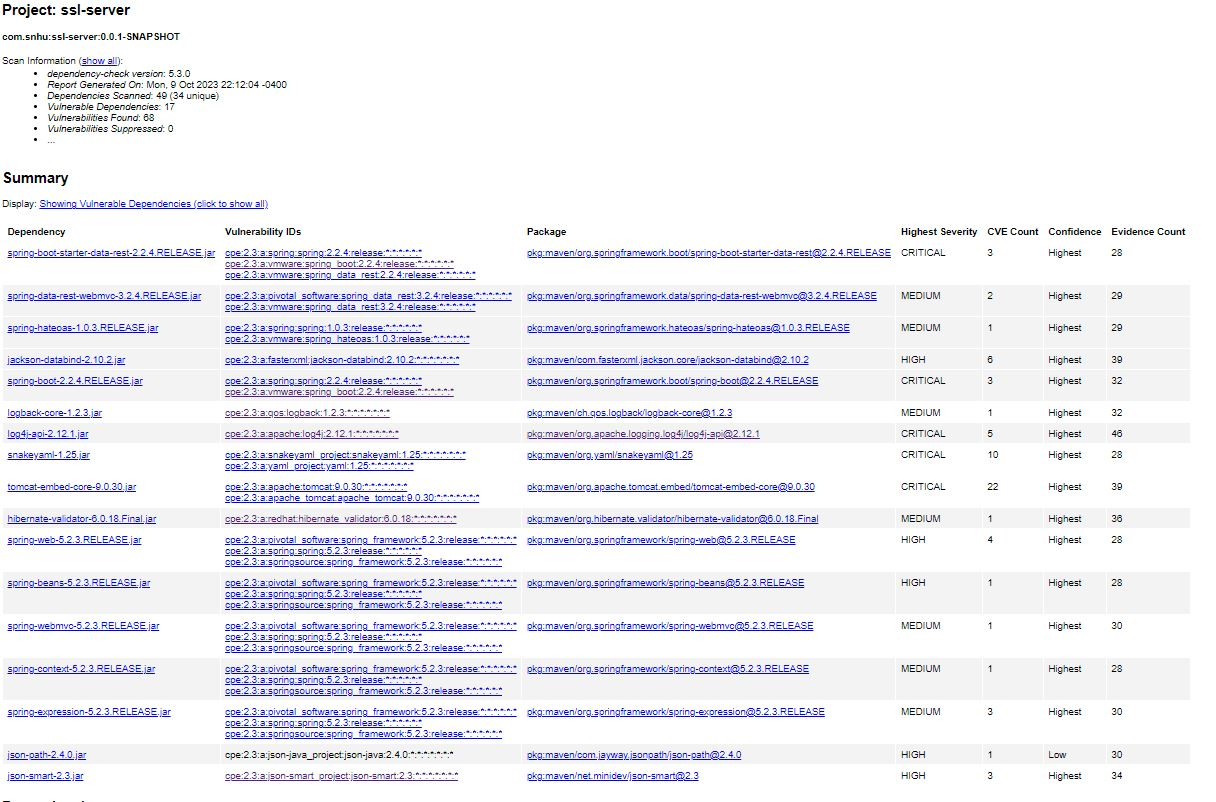 Project: ssl-server
com.snhu:ssl-server:0.0.1-SNAPSHOT
Scan Information (show all):
• dependency-check version: 5.3.0
• Report Generated On: Mon, 9 Oct 2023 22:12:04 -0400
• Dependencies Scanned: 49 (34 unique)
• Vulnerable Dependencies: 17
• Vulnerabilities Found: 68
• Vulnerabilities Suppressed: 0
• ...
Summary
Display: Showing Vulnerable Dependencies (click to show all)
Dependency Vulnerability IDs Package Highest Severity CVE Count Confidence Evidence Count
spring-boot-starter-data-rest-2.2.4.RELEASE.jar cpe:2.3:a:spring:spring:2.2.4:release:*:*:*:*:*:* pkg:maven/org.springframework.boot/spring-boot-starter-data-rest@2.2.4.RELEASE CRITICAL 3 Highest 28
cpe:2.3:a:vmware:spring_boot:2.2.4:release:*:*:*:*:*:*
cpe:2.3:a:vmware:spring_data_rest:2.2.4:release:*:*:*:*:*:*
spring-data-rest-webmvc-3.2.4.RELEASE.jar cpe:2.3:a:pivotal_software:spring_data_rest:3.2.4:release:*:*:*:*:*:* pkg:maven/org.springframework.data/spring-data-rest-webmvc@3.2.4.RELEASE MEDIUM 2 Highest 29
cpe:2.3:a:vmware:spring_data_rest:3.2.4:release:*:*:*:*:*:*
spring-hateoas-1.0.3.RELEASE.jar cpe:2.3:a:spring:spring:1.0.3:release:*:*:*:*:*:* pkg:maven/org.springframework.hateoas/spring-hateoas@1.0.3.RELEASE MEDIUM 1 Highest 29
cpe:2.3:a:vmware:spring_hateoas:1.0.3:release:*:*:*:*:*:*
jackson-databind-2.10.2.jar cpe:2.3:a:fasterxml:jackson-databind:2.10.2:*:*:*:*:*:*:* pkg:maven/com.fasterxml.jackson.core/jackson-databind@2.10.2 HIGH 6 Highest 39
spring-boot-2.2.4.RELEASE.jar cpe:2.3:a:spring:spring:2.2.4:release:*:*:*:*:*:* pkg:maven/org.springframework.boot/spring-boot@2.2.4.RELEASE CRITICAL 3 Highest 32
cpe:2.3:a:vmware:spring_boot:2.2.4:release:*:*:*:*:*:*
logback-core-1.2.3.jar cpe:2.3:a:qos:logback:1.2.3:*:*:*:*:*:*:* pkg:maven/ch.qos.logback/logback-core@1.2.3 MEDIUM 1 Highest 32
log4j-api-2.12.1.jar cpe:2.3:a:apache:log4j:2.12.1:*:*:*:*:*:*:* pkg:maven/org.apache.logging.log4j/log4j-api@2.12.1 CRITICAL 5 Highest 46
snakeyaml-1.25.jar cpe:2.3:a:snakeyaml_project:snakeyaml:1.25:*:*:*:*:*:*:* pkg:maven/org.yaml/snakeyaml@1.25 CRITICAL 10 Highest 28
cpe:2.3:a:yaml_project:yaml:1.25:*:*:*:*:*:*:*
tomcat-embed-core-9.0.30.jar cpe:2.3:a:apache:tomcat:9.0.30:*:*:*:*:*:*:* pkg:maven/org.apache.tomcat.embed/tomcat-embed-core@9.0.30 CRITICAL 22 Highest 39
cpe:2.3:a:apache_tomcat:apache_tomcat:9.0.30:*:*:*:*:*:*:*
hibernate-validator-6.0.18.Final.jar cpe:2.3:a:redhat:hibernate_validator:6.0.18:*:*:*:*:*:*:* pkg:maven/org.hibernate.validator/hibernate-validator@6.0.18.Final MEDIUM 1 Highest 36
spring-web-5.2.3.RELEASE.jar cpe:2.3:a:pivotal_software:spring_framework:5.2.3:release:*:*:*:*:*:* pkg:maven/org.springframework/spring-web@5.2.3.RELEASE HIGH 4 Highest 28
cpe:2.3:a:spring:spring:5.2.3:release:*:*:*:*:*:*
cpe:2.3:a:springsource:spring_framework:5.2.3:release:*:*:*:*:*:*
spring-beans-5.2.3.RELEASE.jar cpe:2.3:a:pivotal_software:spring_framework:5.2.3:release:*:*:*:*:*:* pkg:maven/org.springframework/spring-beans@5.2.3.RELEASE HIGH 1 Highest 28
cpe:2.3:a:spring:spring:5.2.3:release:*:*:*:*:*:*
cpe:2.3:a:springsource:spring_framework:5.2.3:release:*:*:*:*:*:*
spring-webmvc-5.2.3.RELEASE.jar cpe:2.3:a:pivotal_software:spring_framework:5.2.3:release:*:*:*:*:*:* pkg:maven/org.springframework/spring-webmvc@5.2.3.RELEASE MEDIUM 1 Highest 30
cpe:2.3:a:spring:spring:5.2.3:release:*:*:*:*:*:*
cpe:2.3:a:springsource:spring_framework:5.2.3:release:*:*:*:*:*:*
spring-context-5.2.3.RELEASE.jar cpe:2.3:a:pivotal_software:spring_framework:5.2.3:release:*:*:*:*:*:* pkg:maven/org.springframework/spring-context@5.2.3.RELEASE MEDIUM 1 Highest 28
cpe:2.3:a:spring:spring:5.2.3:release:*:*:*:*:*:*
cpe:2.3:a:springsource:spring_framework:5.2.3:release:*:*:*:*:*:*
spring-expression-5.2.3.RELEASE.jar cpe:2.3:a:pivotal_software:spring_framework:5.2.3:release:*:*:*:*:*:* pkg:maven/org.springframework/spring-expression@5.2.3.RELEASE MEDIUM 3 Highest 30
cpe:2.3:a:spring:spring:5.2.3:release:*:*:*:*:*:*
cpe:2.3:a:springsource:spring_framework:5.2.3:release:*:*:*:*:*:*
json-path-2.4.0.jar cpe:2.3:a:json-java_project:json-java:2.4.0:*:*:*:*:*:*:* pkg:maven/com.jayway.jsonpath/json-path@2.4.0 HIGH 1 Low 30
json-smart-2.3.jar cpe:2.3:a:json-smart_project:json-smart:2.3:*:*:*:*:*:*:* pkg:maven/net.minidev/json-smart@2.3 HIGH 3 Highest 34